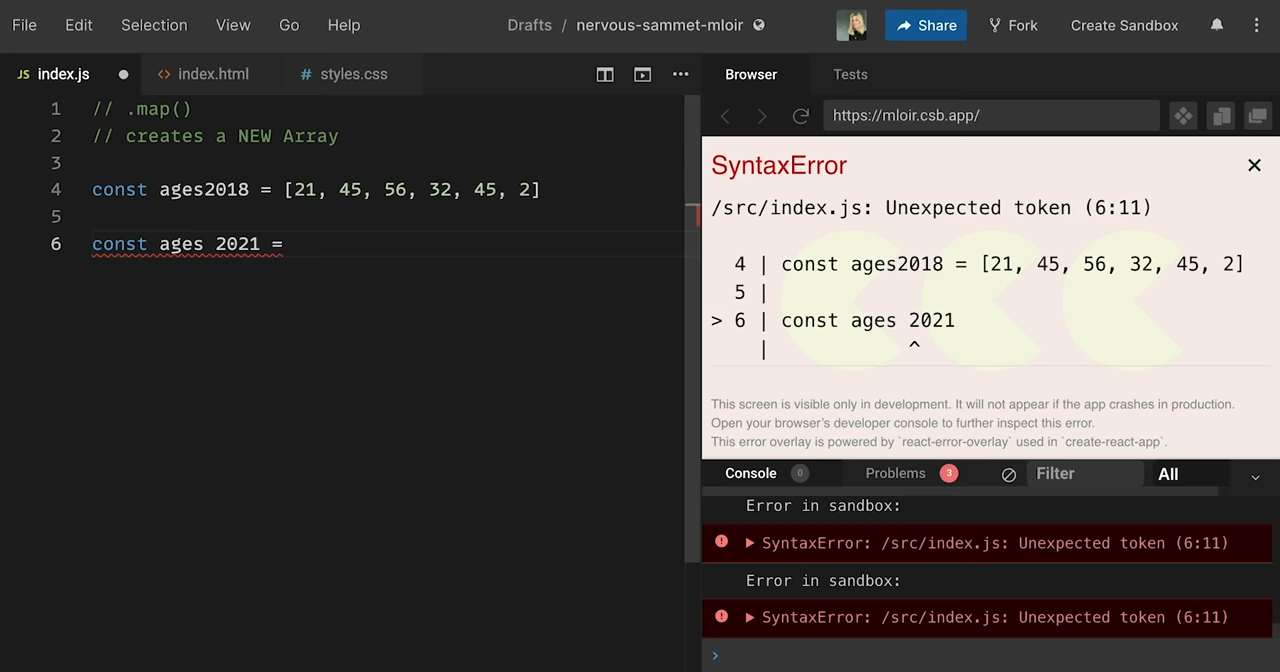 File Edit Selection View Go Help Drafts / nervous-sammet-mloir Share Fork Create Sandbox
JS index.js <> index.html # styles.css
1 // .map()
2 // creates a NEW Array
3
4 const ages2018 = [21, 45, 56, 32, 45, 2]
5
6 const ages 2021 =
Browser Tests
https://mloir.csb.app/
SyntaxError ×
/src/index.js: Unexpected token (6:11)
4 | const ages2018 = [21, 45, 56, 32, 45, 2]
5 |
> 6 | const ages 2021
| ^
This screen is visible only in development. It will not appear if the app crashes in production.
Open your browser’s developer console to further inspect this error.
This error overlay is powered by `react-error-overlay` used in `create-react-app`.
Console 0 Problems 3 Filter All
Error in sandbox:
SyntaxError: /src/index.js: Unexpected token (6:11)
Error in sandbox:
SyntaxError: /src/index.js: Unexpected token (6:11)
>